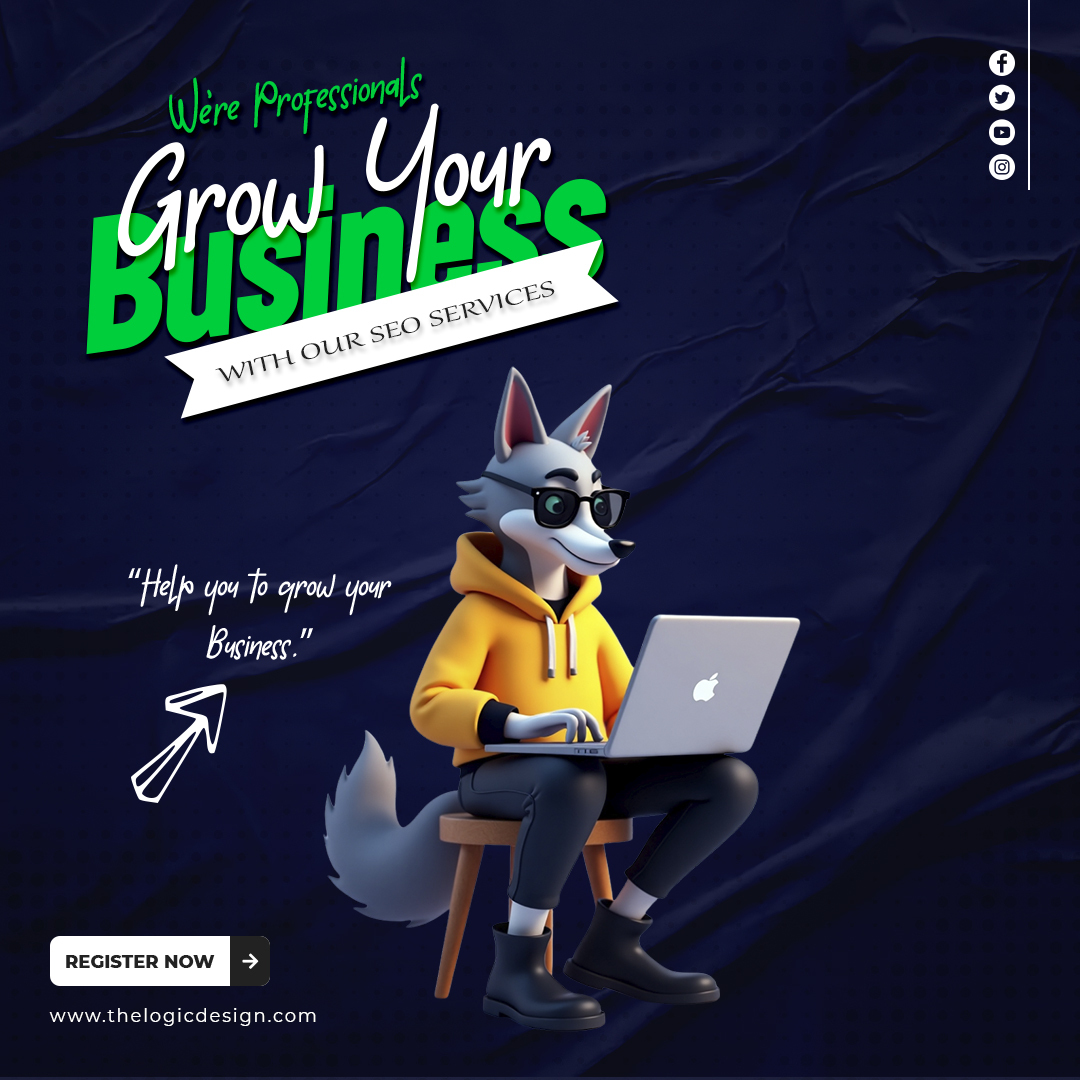 We're Professionals
Grow Your
Business
WITH OUR SEO SERVICES
“Help you to grow your
Business.”
REGISTER NOW
www.thelogicdesign.com